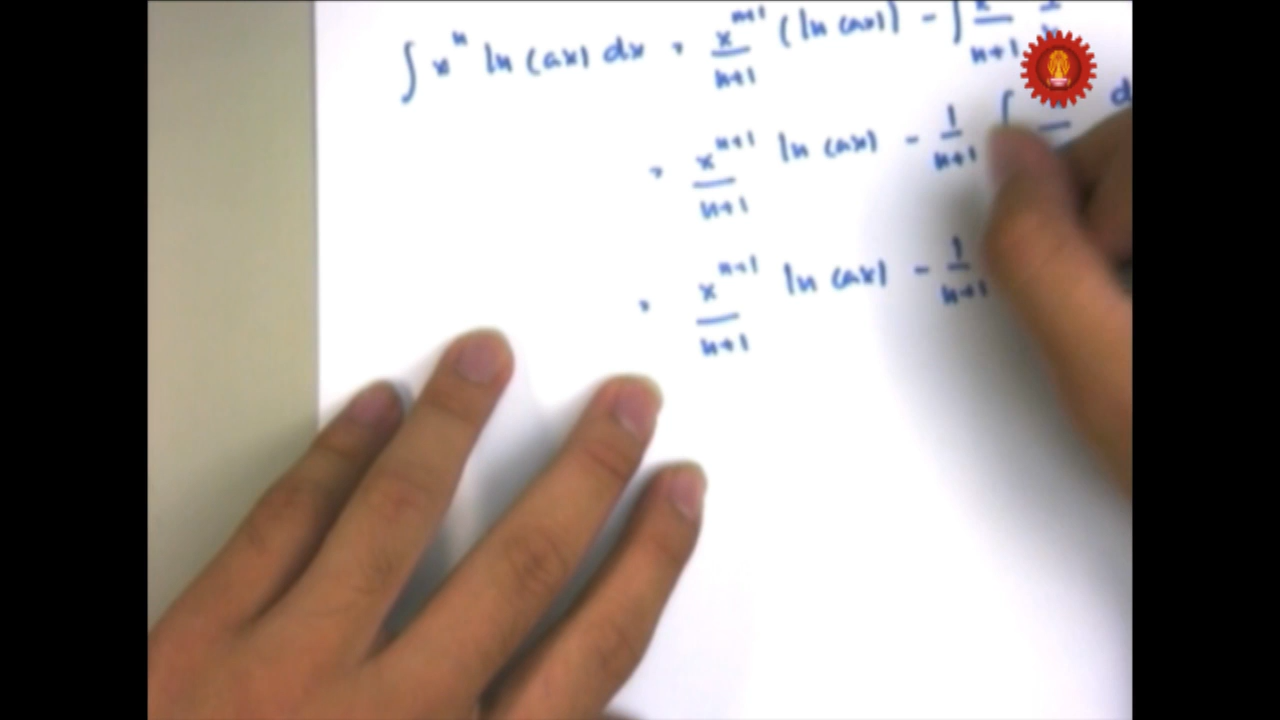 ∫ x^n ln (ax) dx = x^(n+1)/(n+1) (ln (ax)) - ∫ x/(n+1)
= x^(n+1)/(n+1) ln (ax) - 1/(n+1) ∫ d
= x^(n+1)/(n+1) ln (ax) - 1/(n+1)